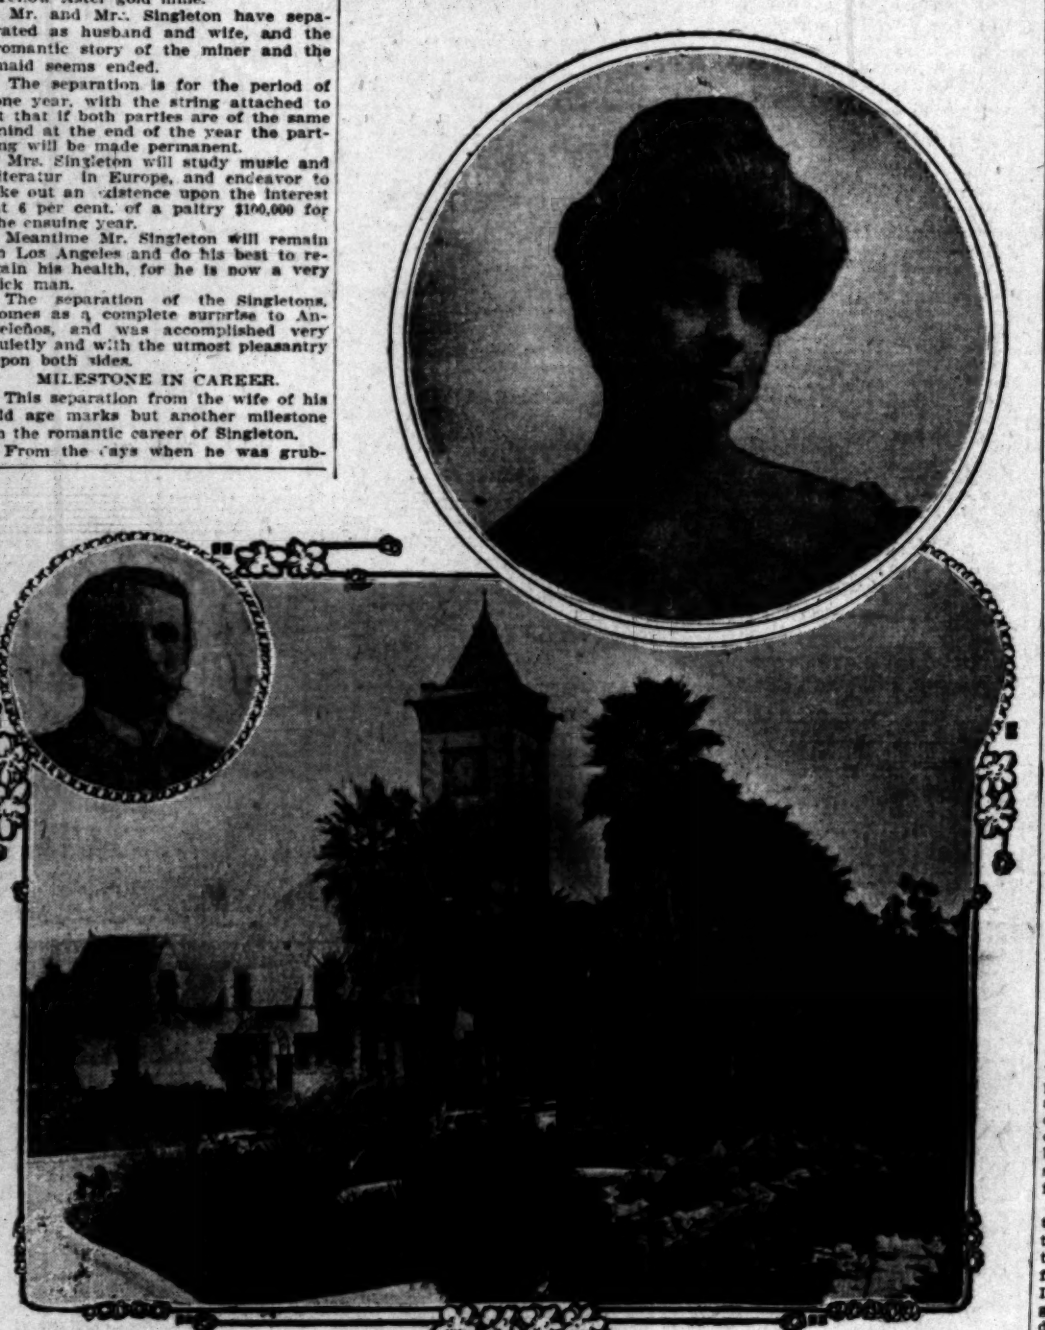 Aster gold mine.
Mr. and Mrs. Singleton have sepa-
rated as husband and wife, and the
romantic story of the miner and the
maid seems ended.
The separation is for the period of
one year, with the string attached to
it that if both parties are of the same
mind at the end of the year the part-
ing will be made permanent.
Mrs. Singleton will study music and
literatur in Europe, and endeavor to
eke out an existence upon the interest
at 6 per cent. of a paltry $100,000 for
the ensuing year.
Meantime Mr. Singleton will remain
in Los Angeles and do his best to re-
gain his health, for he is now a very
sick man.
The separation of the Singletons,
comes as a complete surprise to An-
geleños, and was accomplished very
quietly and with the utmost pleasantry
upon both sides.
MILESTONE IN CAREER.
This separation from the wife of his
old age marks but another milestone
in the romantic career of Singleton.
From the days when he was grub-